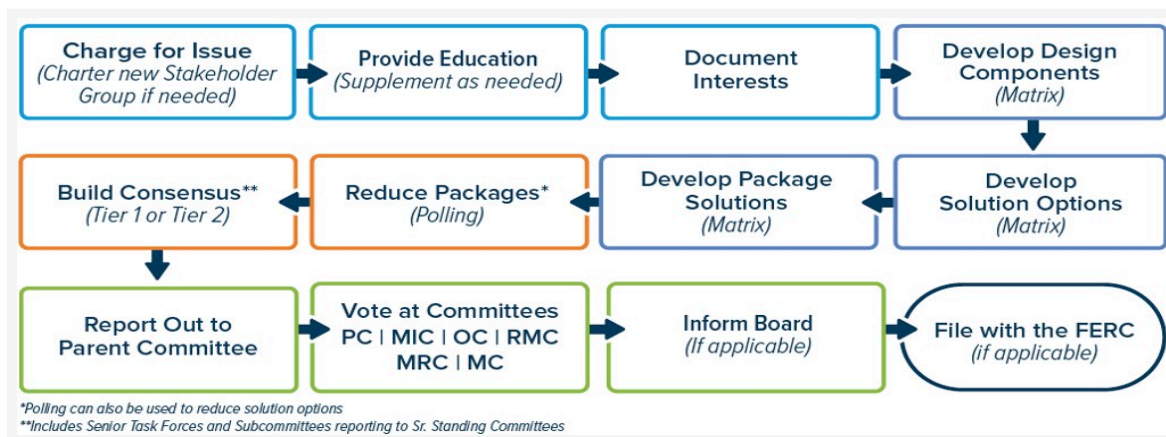 Charge for Issue
(Charter new Stakeholder
Group if needed)
Provide Education
(Supplement as needed)
Document
Interests
Develop Design
Components
(Matrix)
Develop
Solution Options
(Matrix)
Develop Package
Solutions
(Matrix)
Reduce Packages*
(Polling)
Build Consensus**
(Tier 1 or Tier 2)
Report Out to
Parent Committee
Vote at Committees
PC | MIC | OC | RMC
MRC | MC
Inform Board
(If applicable)
File with the FERC
(if applicable)
*Polling can also be used to reduce solution options
**Includes Senior Task Forces and Subcommittees reporting to Sr. Standing Committees